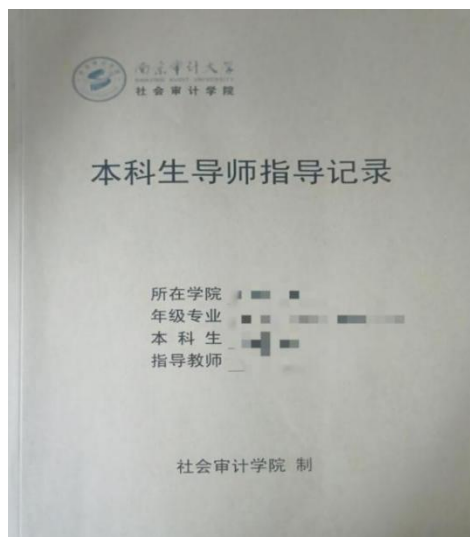 南京审计大学
社会审计学院
本科生导师指导记录
所在学院
年级专业
本科生
指导教师
社会审计学院 制